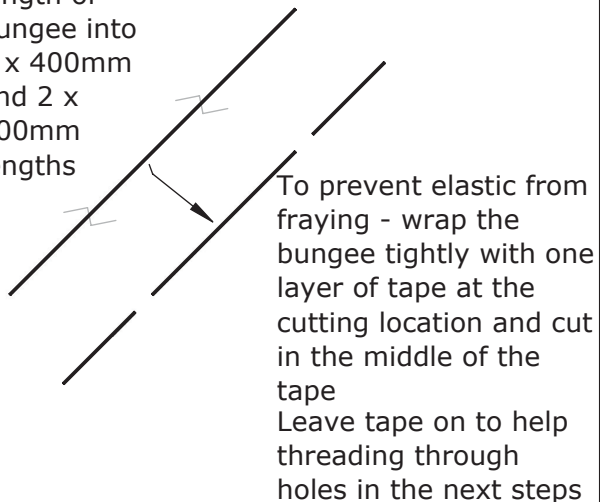 into
x 400mm
2 x
To prevent elastic from
fraying - wrap the
bungee tightly with one
layer of tape at the
cutting location and cut
in the middle of the
tape
Leave tape on to help
threading through
holes in the next steps